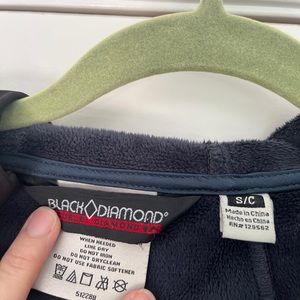 BLACK DIAMOND®
WHEN NEEDED
LINE DRY
DO NOT IRON
DO NOT DRYCLEAN
DO NOT USE FABRIC SOFTENER
512289
S/C
Made in China
Hecho en China
RN#129562